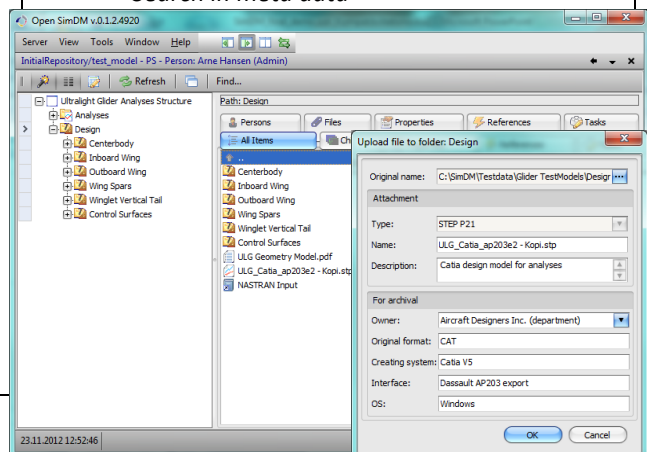 Search in meta data
Open SimDM v.0.1.2.4920
Server View Tools Window Help
InitialRepository/test_model - PS - Person: Arne Hansen (Admin)
Refresh Find...
Ultralight Glider Analyses Structure
Analyses
Design
Centerbody
Inboard Wing
Outboard Wing
Wing Spars
Winglet Vertical Tail
Control Surfaces
Path: Design
Persons Files Properties References Tasks
All Items Ch
..
Centerbody
Inboard Wing
Outboard Wing
Wing Spars
Winglet Vertical Tail
Control Surfaces
ULG Geometry Model.pdf
ULG_Catia_ap203e2 - Kopi.stp
NASTRAN Input
Upload file to folder: Design
Original name: C:\SimDM\Testdata\Glider TestModels\Desigr
Attachment
Type: STEP P21
Name: ULG_Catia_ap203e2 - Kopi.stp
Description: Catia design model for analyses
For archival
Owner: Aircraft Designers Inc. (department)
Original format: CAT
Creating system: Catia V5
Interface: Dassault AP203 export
OS: Windows
OK Cancel
23.11.2012 12:52:46